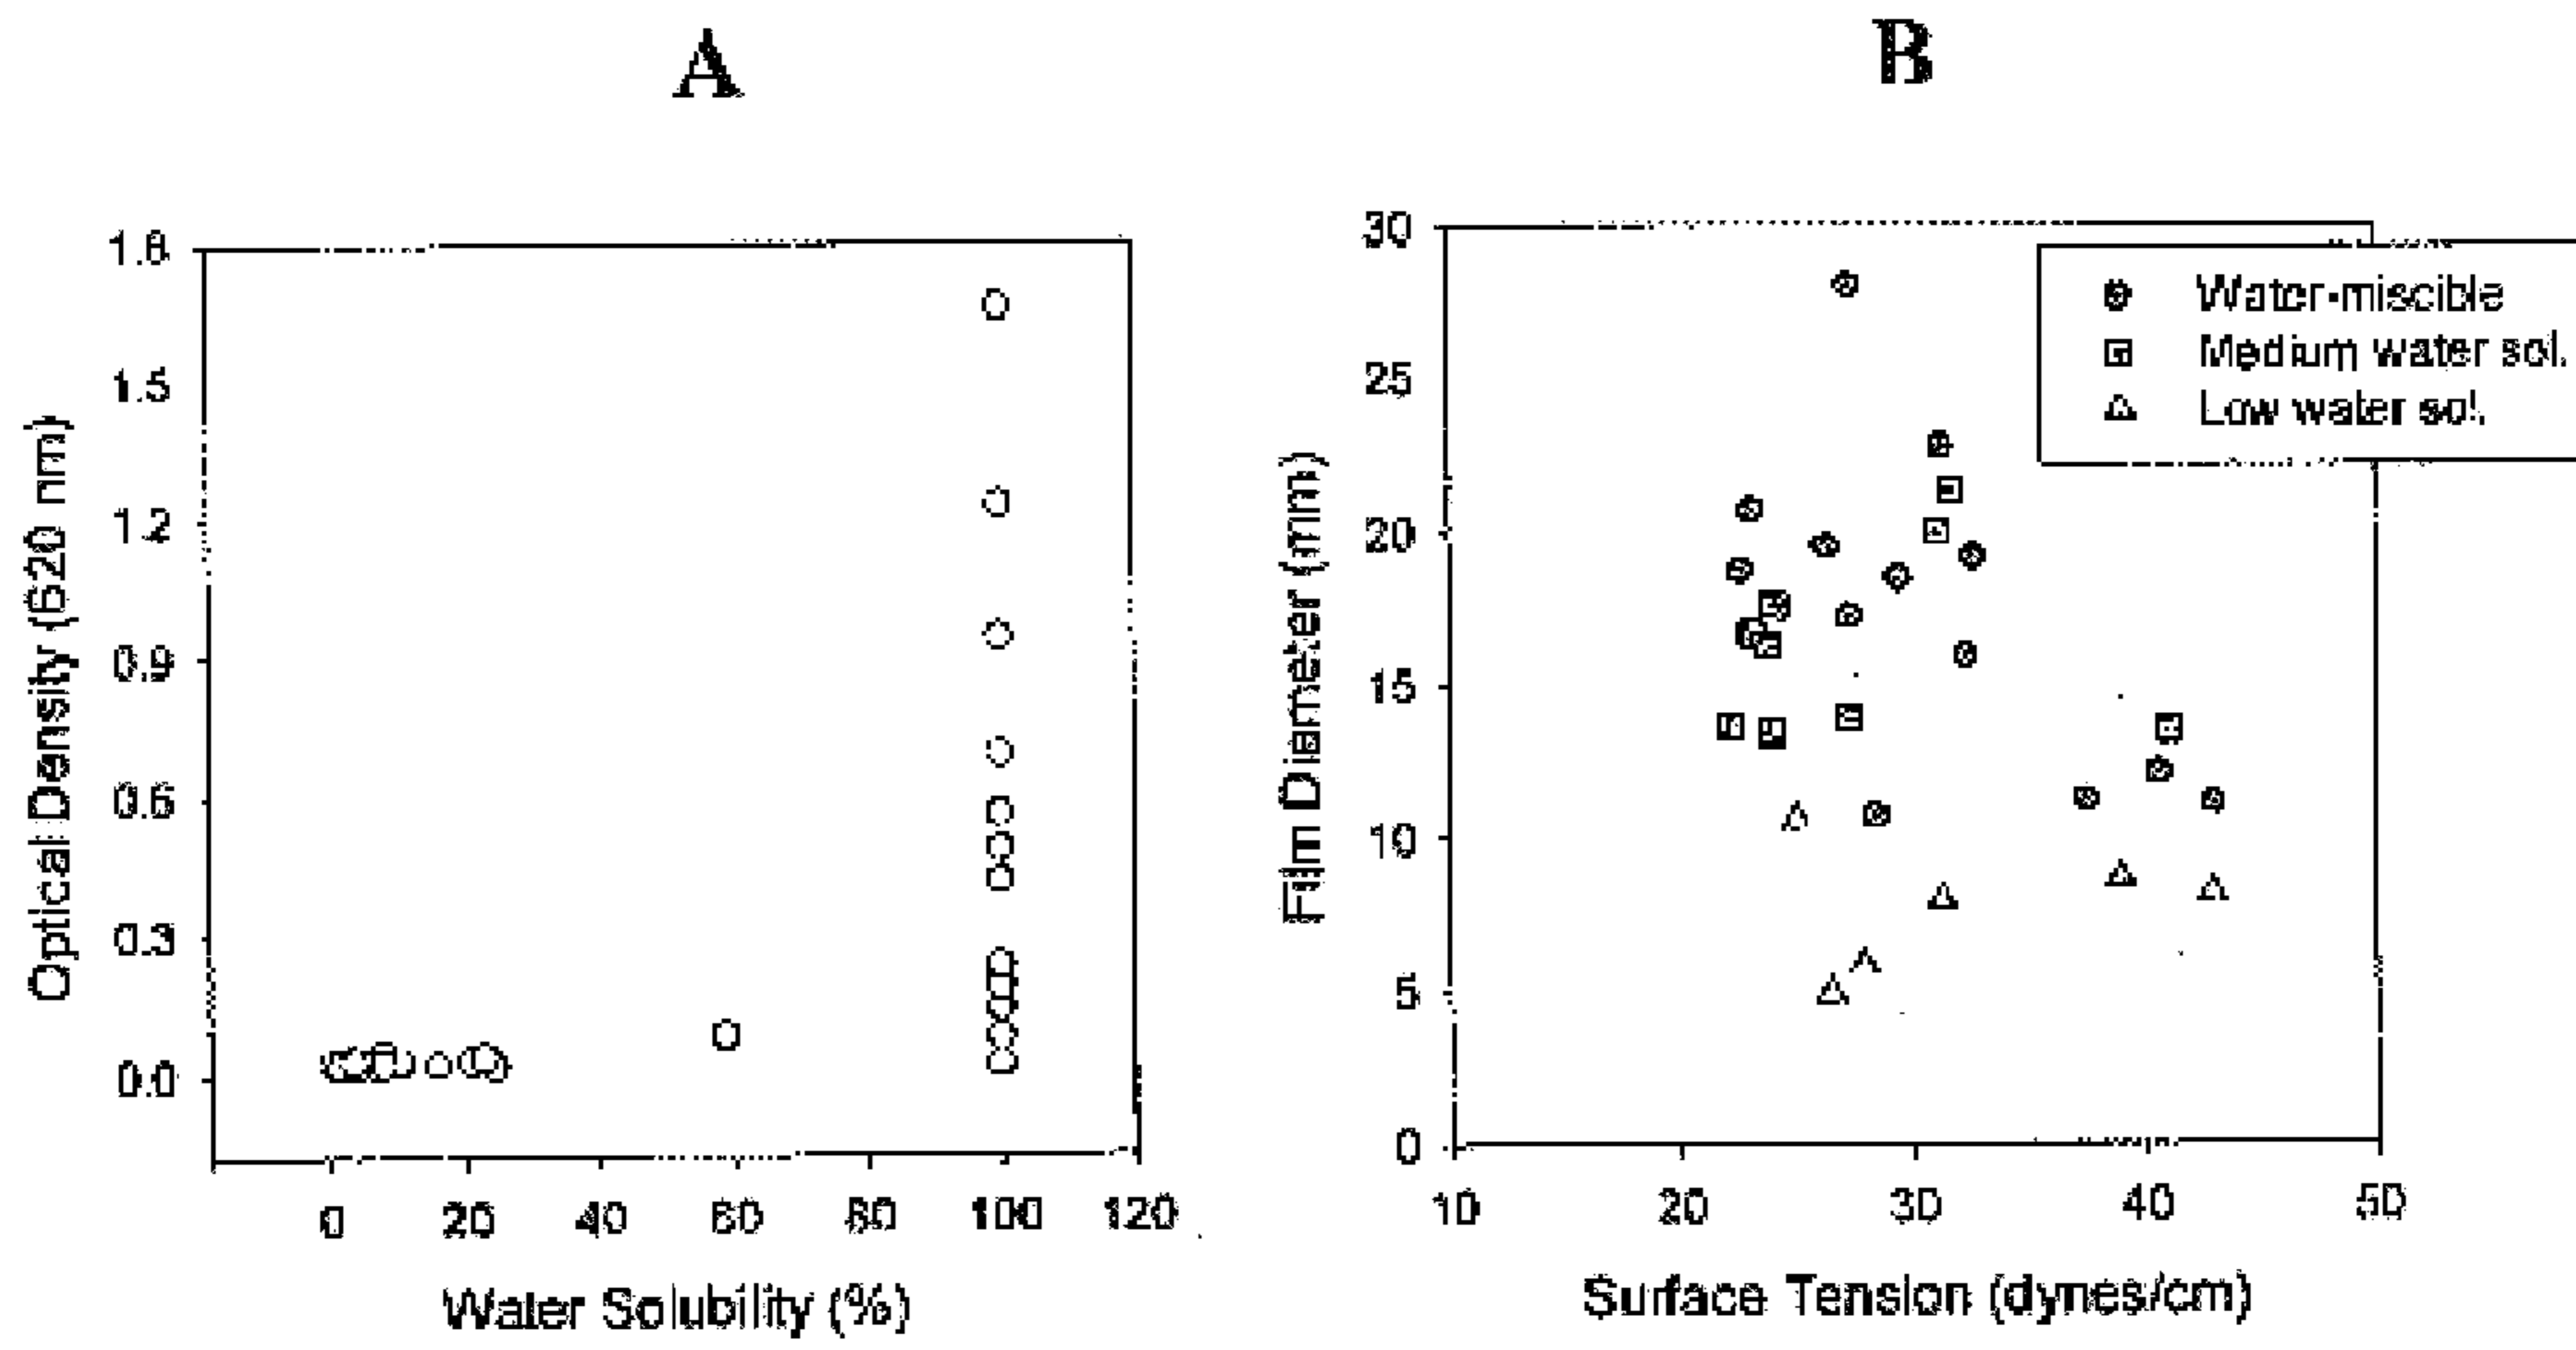 A
B
1.8
1.5
1.2
0.9
0.6
0.3
0.0
Optical Density (620 nm)
0 20 40 60 80 100 120
Water Solubility (%)
30
25
20
15
10
5
0
Film Diameter (mm)
10 20 30 40 50
Surface Tension (dynes/cm)
Water-miscible
Medium water sol.
Low water sol.